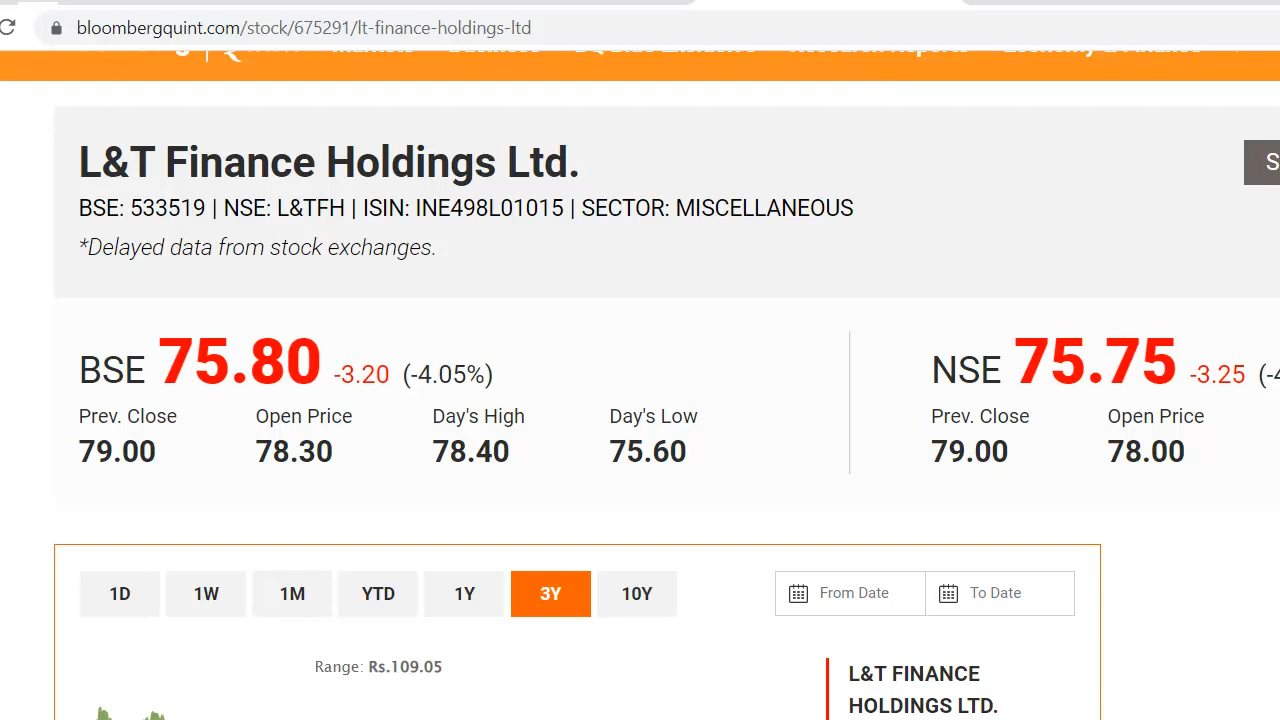 bloombergquint.com/stock/675291/lt-finance-holdings-ltd
L&T Finance Holdings Ltd.
BSE: 533519 | NSE: L&TFH | ISIN: INE498L01015 | SECTOR: MISCELLANEOUS
*Delayed data from stock exchanges.
BSE 75.80 -3.20 (-4.05%)
Prev. Close Open Price Day's High Day's Low
79.00 78.30 78.40 75.60
NSE 75.75 -3.25
Prev. Close Open Price
79.00 78.00
1D 1W 1M YTD 1Y 3Y 10Y
From Date To Date
Range: Rs.109.05
L&T FINANCE
HOLDINGS LTD.